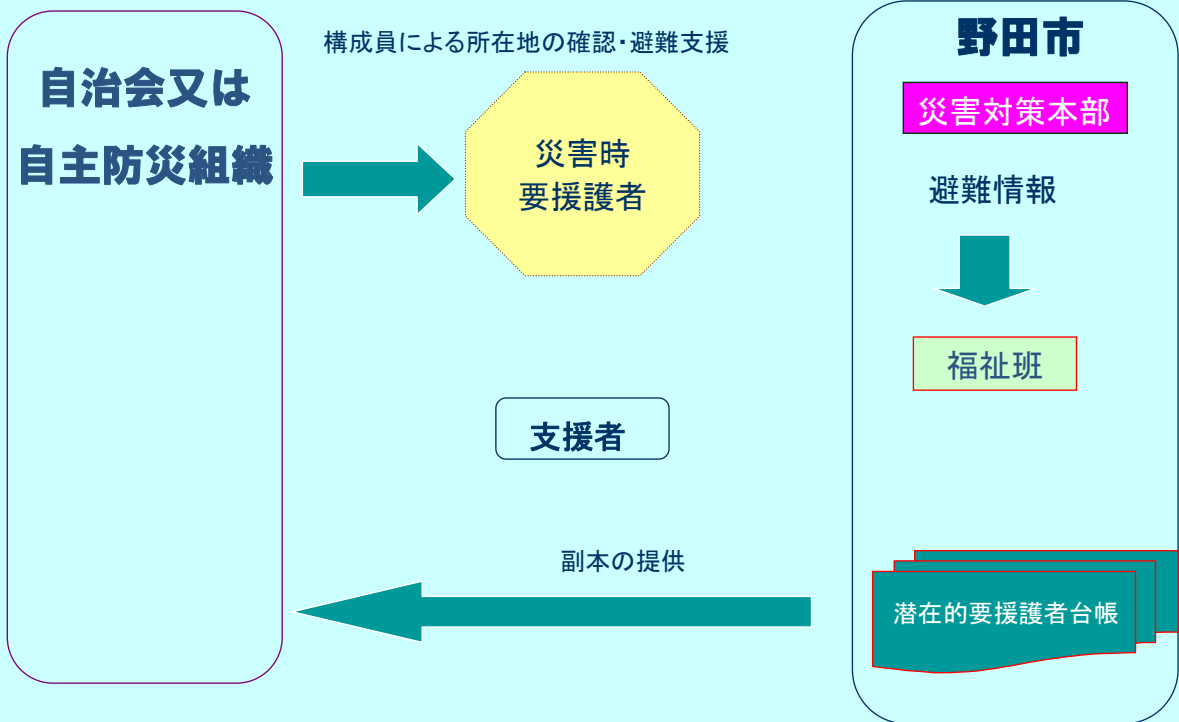 自治会又は
自主防災組織
構成員による所在地の確認・避難支援
災害時
要援護者
支援者
副本の提供
野田市
災害対策本部
避難情報
福祉班
潜在的要援護者台帳